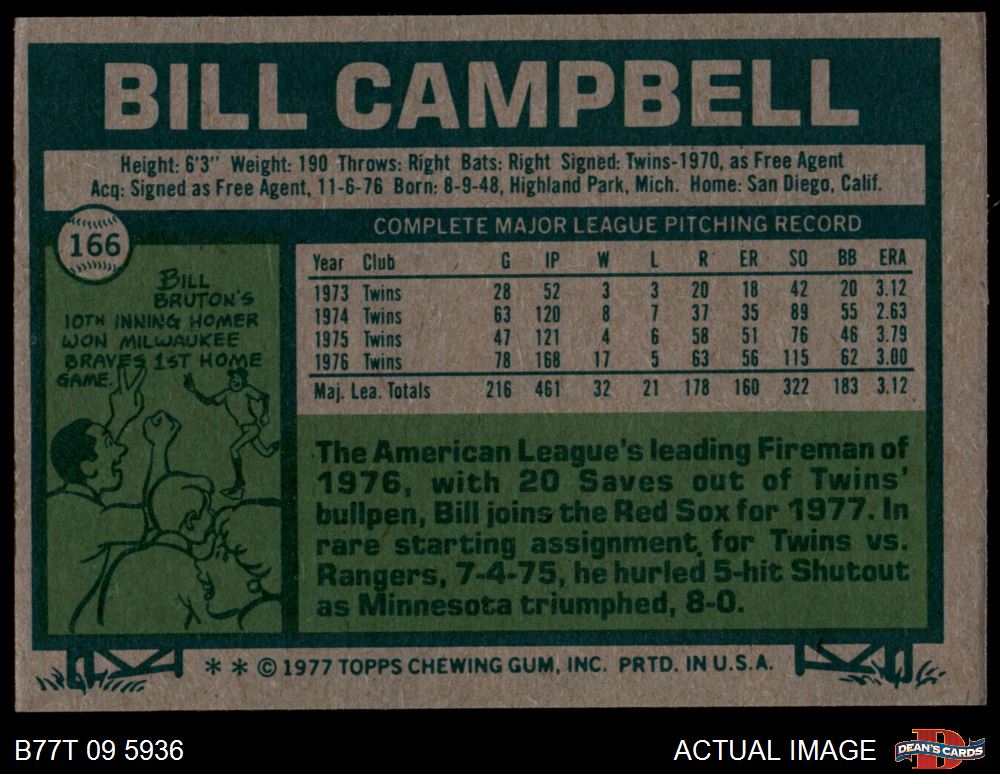 BILL CAMPBELL
Height: 6'3" Weight: 190 Throws: Right Bats: Right Signed: Twins-1970, as Free Agent
Acq: Signed as Free Agent, 11-6-76 Born: 8-9-48, Highland Park, Mich. Home: San Diego, Calif.
166
BILL
BRUTON'S
10TH INNING HOMER
WON MILWAUKEE
BRAVES 1ST HOME
GAME.
COMPLETE MAJOR LEAGUE PITCHING RECORD
Year Club G IP W L R ER SO BB ERA
1973 Twins 28 52 3 3 20 18 42 20 3.12
1974 Twins 63 120 8 7 37 35 89 55 2.63
1975 Twins 47 121 4 6 58 51 76 46 3.79
1976 Twins 78 168 17 5 63 56 115 62 3.00
Maj. Lea. Totals 216 461 32 21 178 160 322 183 3.12
The American League's leading Fireman of
1976, with 20 Saves out of Twins'
bullpen, Bill joins the Red Sox for 1977. In
rare starting assignment, for Twins vs.
Rangers, 7-4-75, he hurled 5-hit Shutout
as Minnesota triumphed, 8-0.
* * © 1977 TOPPS CHEWING GUM, INC. PRTD. IN U.S.A.
B77T 09 5936
ACTUAL IMAGE
DEAN'S CARDS